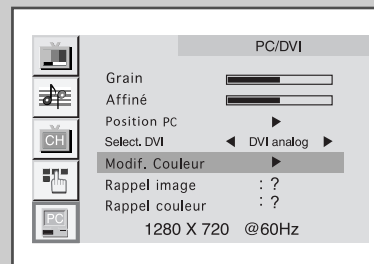 PC/DVI
Grain
Affiné
Position PC
Select. DVI ◀ DVI analog ▶
Modif. Couleur
Rappel image : ?
Rappel couleur : ?
CH
PC
1280 X 720 @60Hz